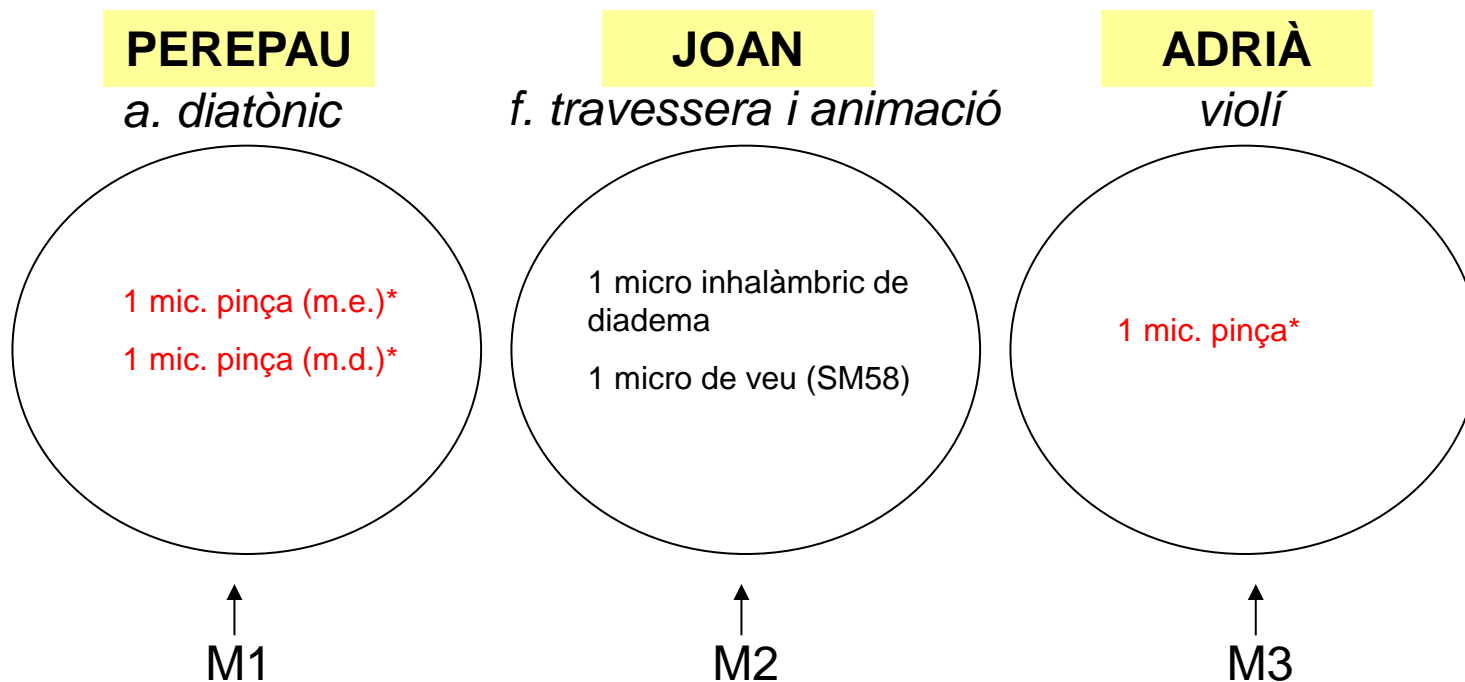 PEREPAU
a. diatònic
1 mic. pinça (m.e.)*
1 mic. pinça (m.d.)*
M1
JOAN
f. travessera i animació
1 micro inhalàmbric de
diadema
1 micro de veu (SM58)
M2
ADRIÀ
violí
1 mic. pinça*
M3